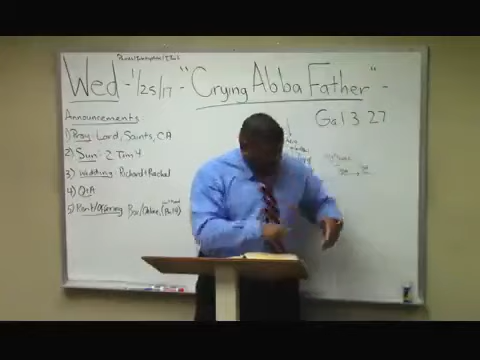 Wed - 1/25/17 - "Crying Abba Father" -
Gal 3 27
Announcements
1) Pray: Lord, Saints, CA
2) Sun: 2 Tim 4
3) Wedding: Richard + Rachel
4) Q+A
5) Rent/Offering Box/Online,